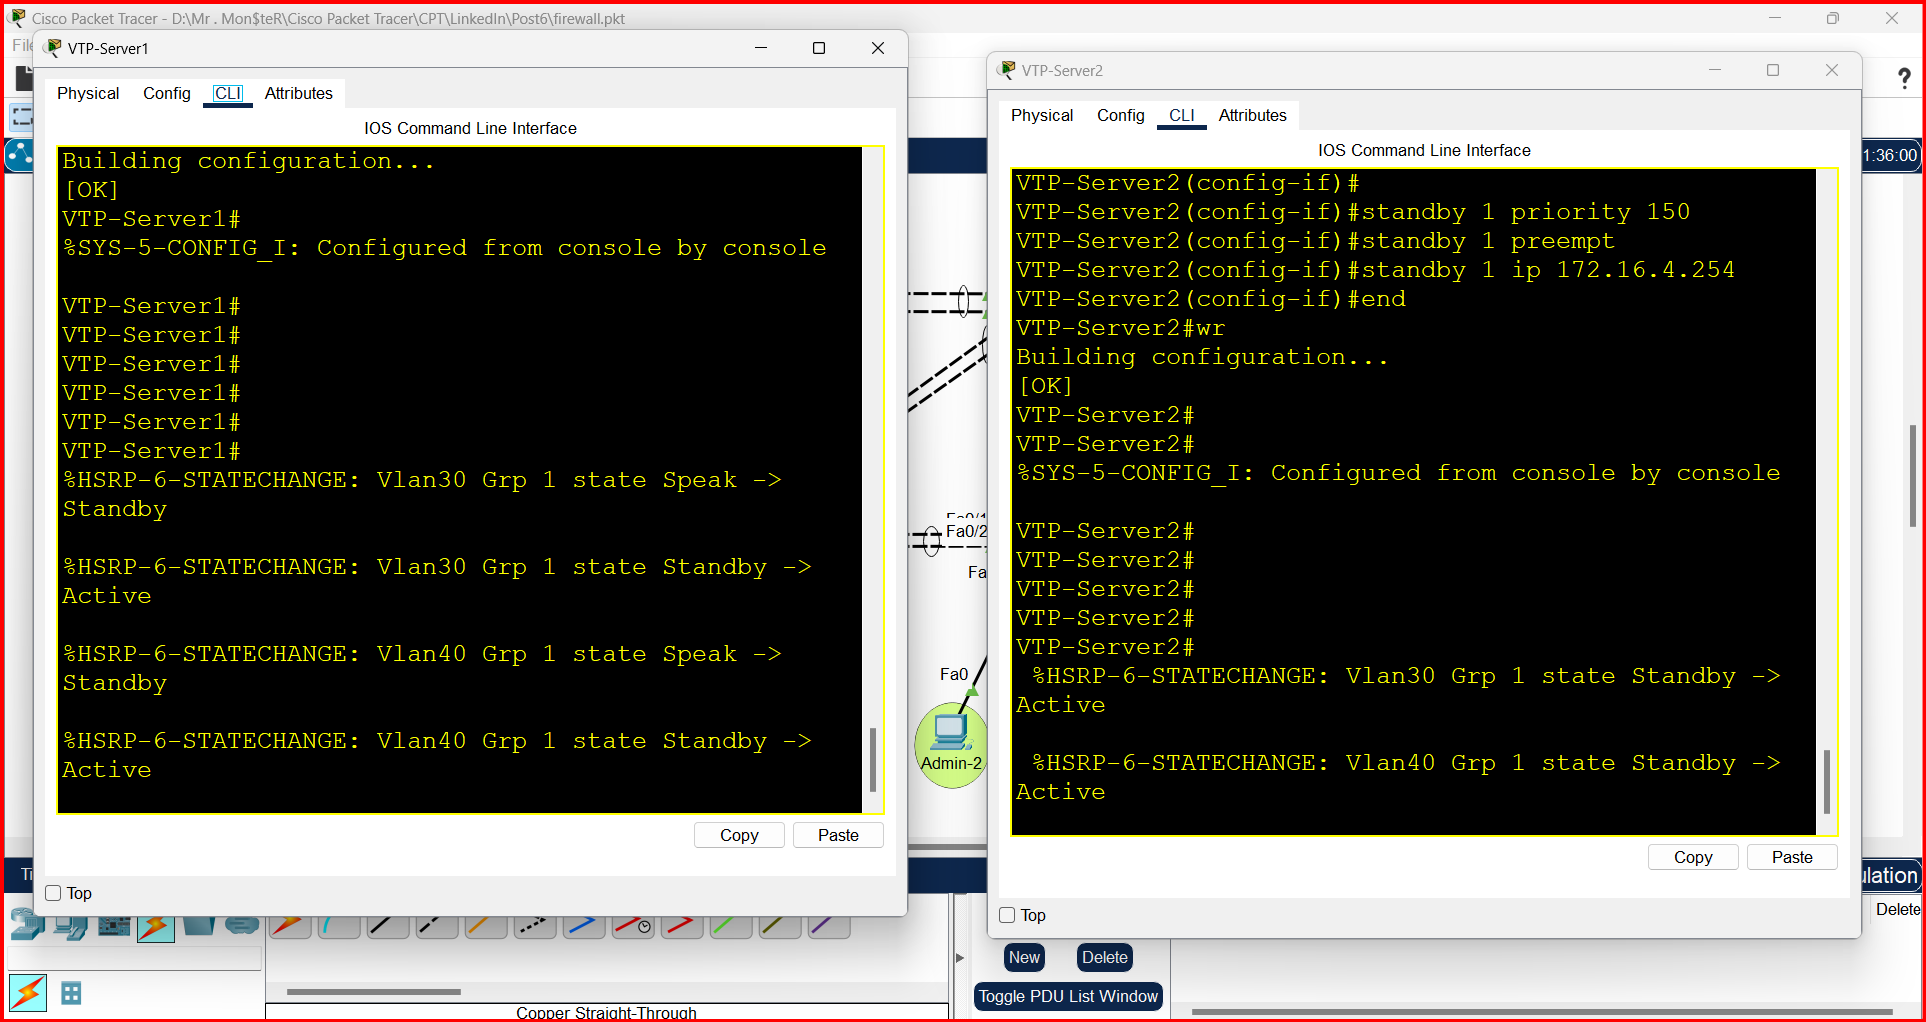 Cisco Packet Tracer - D:\Mr . Mon$teR\Cisco Packet Tracer\CPT\LinkedIn\Post6\firewall.pkt
VTP-Server1
Physical Config CLI Attributes
IOS Command Line Interface
Building configuration...
[OK]
VTP-Server1#
%SYS-5-CONFIG_I: Configured from console by console
VTP-Server1#
VTP-Server1#
VTP-Server1#
VTP-Server1#
VTP-Server1#
VTP-Server1#
%HSRP-6-STATECHANGE: Vlan30 Grp 1 state Speak ->
Standby
%HSRP-6-STATECHANGE: Vlan30 Grp 1 state Standby ->
Active
%HSRP-6-STATECHANGE: Vlan40 Grp 1 state Speak ->
Standby
%HSRP-6-STATECHANGE: Vlan40 Grp 1 state Standby ->
Active
Copy Paste
Top
Fa0/2
Fa
Fa0
Admin-2
VTP-Server2
Physical Config CLI Attributes
IOS Command Line Interface
VTP-Server2(config-if)#
VTP-Server2(config-if)#standby 1 priority 150
VTP-Server2(config-if)#standby 1 preempt
VTP-Server2(config-if)#standby 1 ip 172.16.4.254
VTP-Server2(config-if)#end
VTP-Server2#wr
Building configuration...
[OK]
VTP-Server2#
VTP-Server2#
%SYS-5-CONFIG_I: Configured from console by console
VTP-Server2#
VTP-Server2#
VTP-Server2#
VTP-Server2#
VTP-Server2#
%HSRP-6-STATECHANGE: Vlan30 Grp 1 state Standby ->
Active
%HSRP-6-STATECHANGE: Vlan40 Grp 1 state Standby ->
Active
Copy Paste
Top
?
1:36:00
ulation
Delete
New Delete
Toggle PDU List Window
Copper Straight-Through